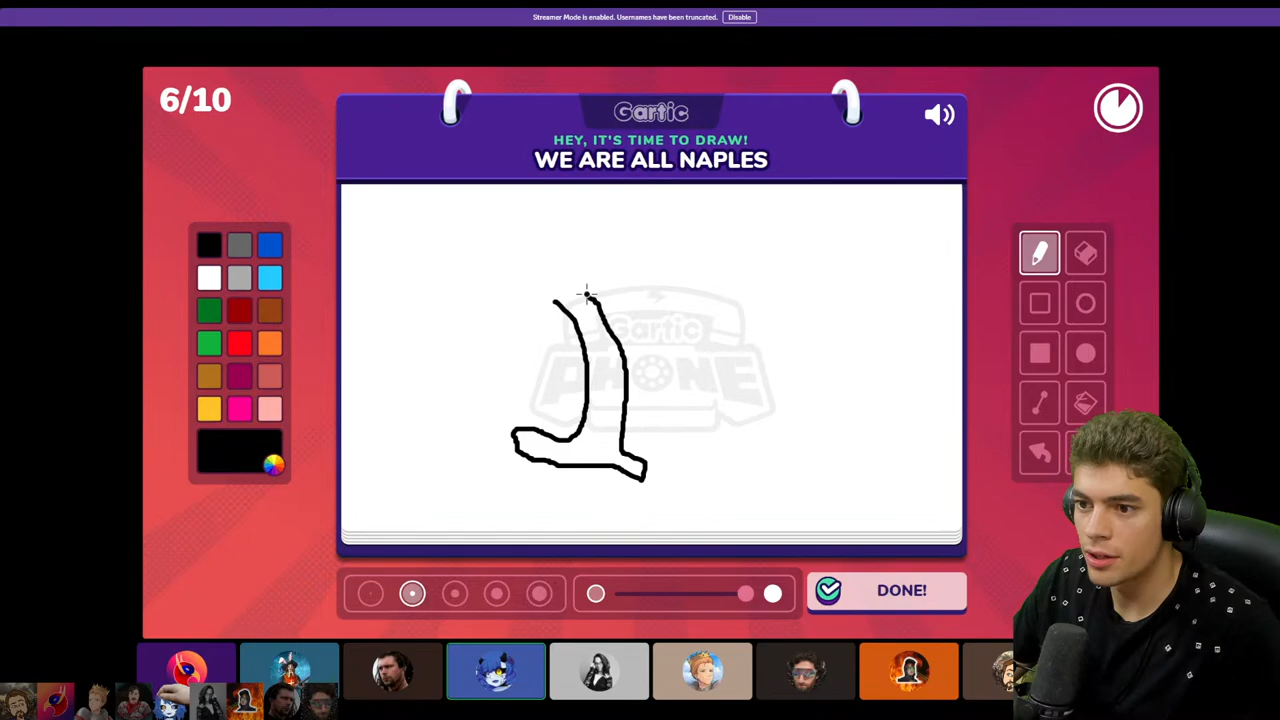 Streamer Mode is enabled. Usernames have been truncated. Disable
6/10
Gartic
HEY, IT'S TIME TO DRAW!
WE ARE ALL NAPLES
Gartic
PHONE
DONE!